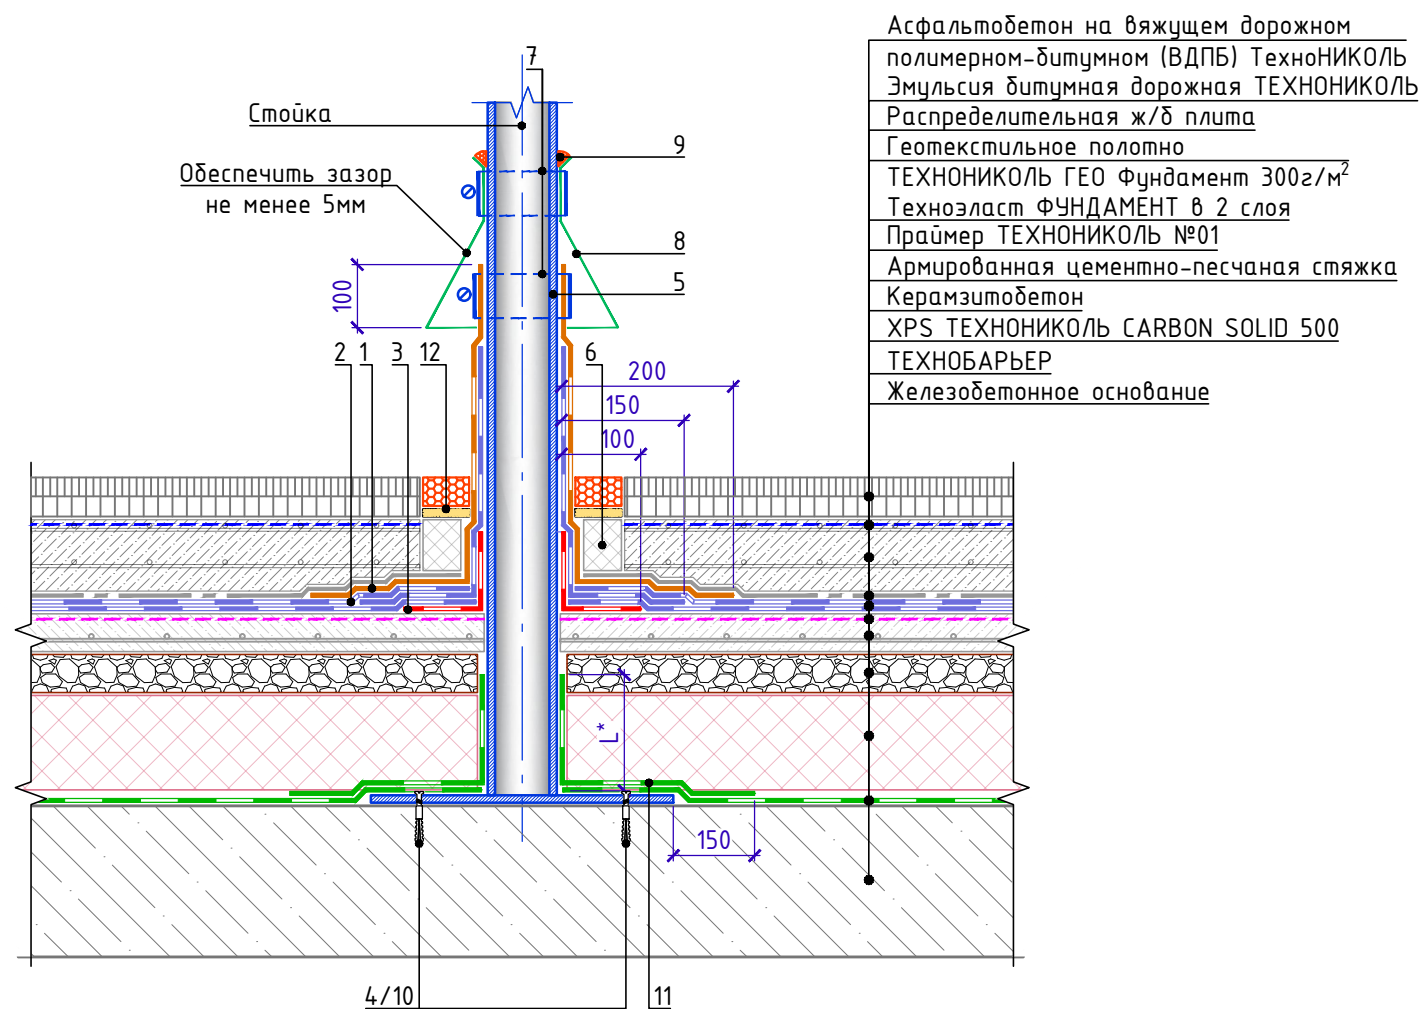 Асфальтобетон на вяжущем дорожном
полимерном-битумном (ВДПБ) ТехноНИКОЛЬ
Эмульсия битумная дорожная ТЕХНОНИКОЛЬ
Распределительная ж/б плита
Геотекстильное полотно
ТЕХНОНИКОЛЬ ГЕО Фундамент 300г/м²
Техноэласт ФУНДАМЕНТ в 2 слоя
Праймер ТЕХНОНИКОЛЬ №01
Армированная цементно-песчаная стяжка
Керамзитобетон
XPS ТЕХНОНИКОЛЬ CARBON SOLID 500
ТЕХНОБАРЬЕР
Железобетонное основание
7
Стойка
9
Обеспечить зазор
не менее 5мм
8
5
100
2 1 3 12 6
200
150
100
L*
150
4/10
11